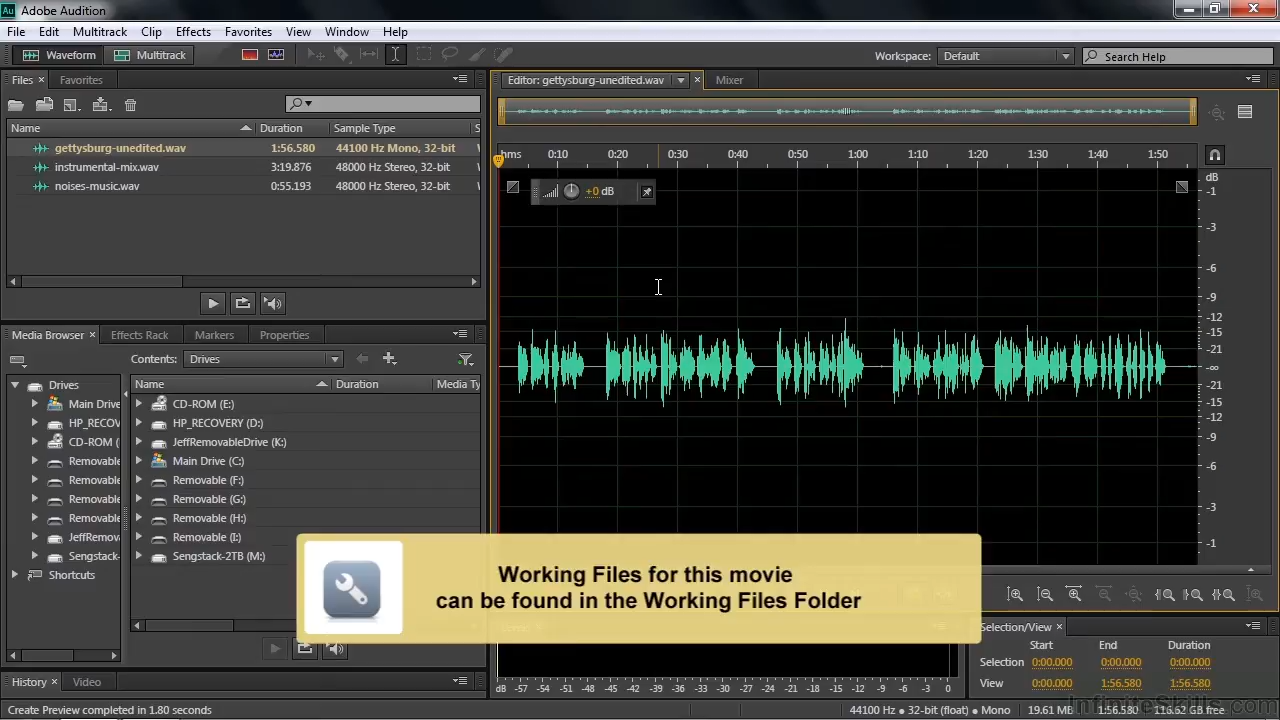 Au Adobe Audition
File Edit Multitrack Clip Effects Favorites View Window Help
Waveform Multitrack Workspace: Default Search Help
Files × Favorites
Name Duration Sample Type S
gettysburg-unedited.wav 1:56.580 44100 Hz Mono, 32-bit
instrumental-mix.wav 3:19.876 48000 Hz Stereo, 32-bit
noises-music.wav 0:55.193 48000 Hz Stereo, 32-bit
Editor: gettysburg-unedited.wav × Mixer
hms 0:10 0:20 0:30 0:40 0:50 1:00 1:10 1:20 1:30 1:40 1:50
+0 dB
dB
-1
-3
-6
-9
-12
-15
-21
-∞
-21
-15
-12
-9
-6
-3
-1
Media Browser × Effects Rack Markers Properties
Contents: Drives
Drives
Main Drive
HP_RECOVERY
CD-ROM (
Removable
Removable
Removable
Removable
JeffRemova
Sengstack-
Shortcuts
Name Duration Media Ty
CD-ROM (E:)
HP_RECOVERY (D:)
JeffRemovableDrive (K:)
Main Drive (C:)
Removable (F:)
Removable (G:)
Removable (H:)
Removable (I:)
Sengstack-2TB (M:)
Working Files for this movie
can be found in the Working Files Folder
History × Video
dB -57 -54 -51 -48 -45 -42 -39 -36 -33 -30 -27 -24 -21 -18 -15 -12 -9 -6 -3 0
Selection/View ×
Start End Duration
Selection 0:00.000 0:00.000 0:00.000
View 0:00.000 1:56.580 1:56.580
Create Preview completed in 1.80 seconds
44100 Hz ● 32-bit (float) ● Mono 19.61 MB 1:56.580 116.62 GB free
InfiniteSkills.com